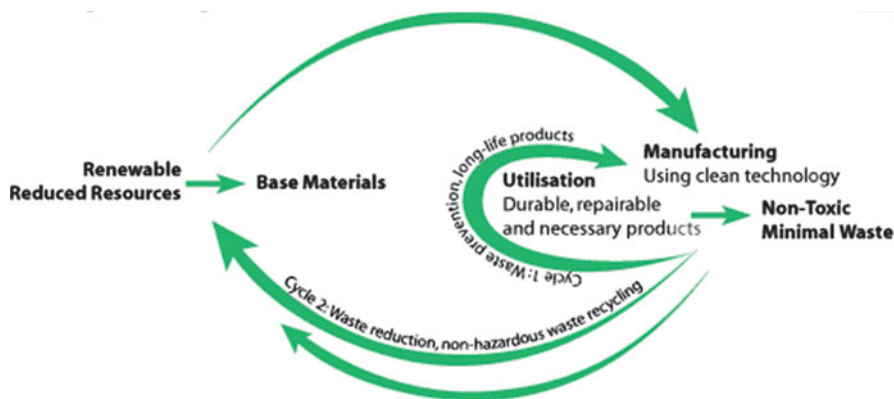 Renewable
Reduced Resources
Base Materials
Cycle 1: Waste prevention, long-life products
Utilisation
Durable, repairable
and necessary products
Manufacturing
Using clean technology
Non-Toxic
Minimal Waste
Cycle 2: Waste reduction, non-hazardous waste recycling